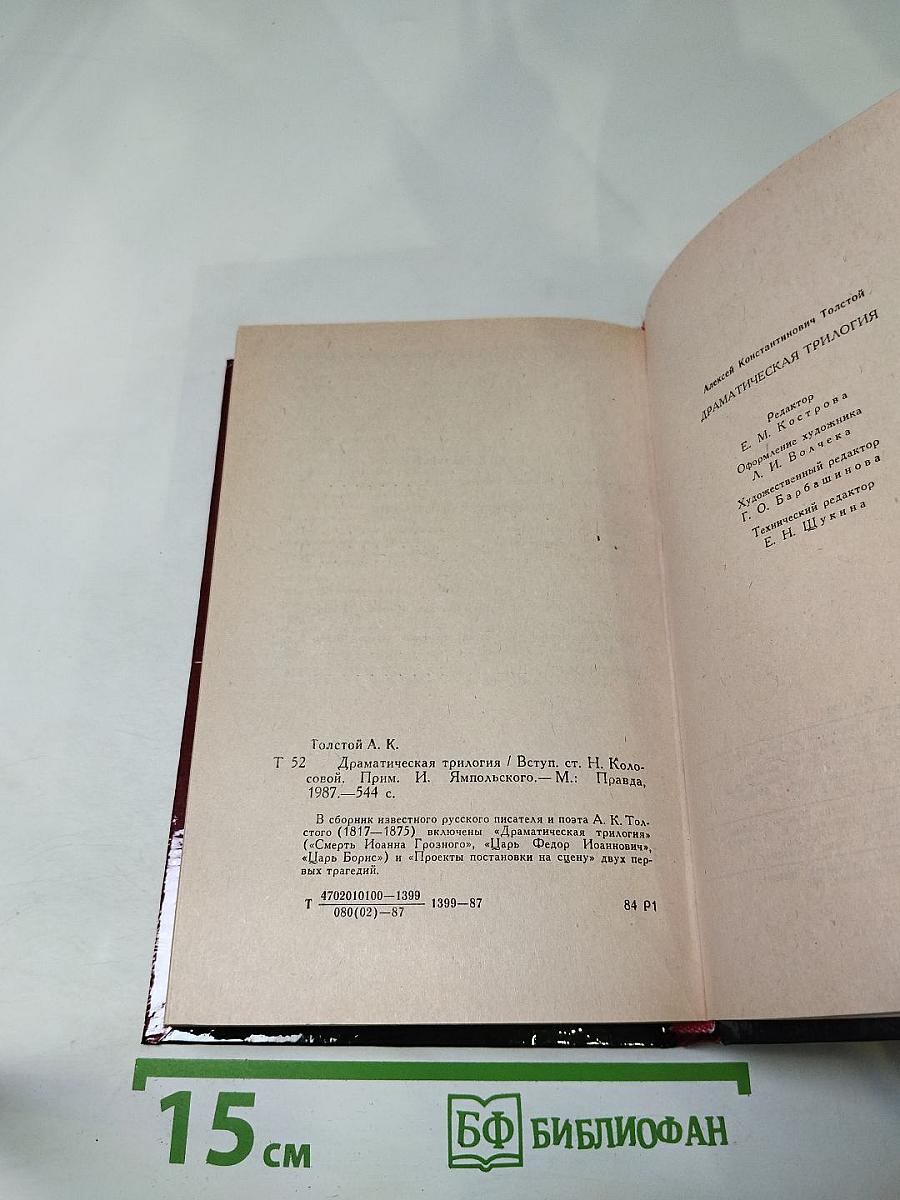 Толстой А. К.
Т 52 Драматическая трилогия / Вступ. ст. Н. Коло-
совой. Прим. И. Ямпольского.— М.: Правда,
1987.—544 с.
В сборник известного русского писателя и поэта А. К. Тол-
стого (1817—1875) включены «Драматическая трилогия»
(«Смерть Иоанна Грозного», «Царь Федор Иоаннович»,
«Царь Борис») и «Проекты постановки на сцену» двух пер-
вых трагедий.
Т 4702010100—1399 1399—87 84 Р1
080(02)—87
Алексей Константинович Толстой
ДРАМАТИЧЕСКАЯ ТРИЛОГИЯ
Редактор
Е. М. Кострова
Оформление художника
Л. И. Волчека
Художественный редактор
Г. О. Барбашинова
Технический редактор
Е. Н. Щукина
15 см
БФ БИБЛИОФАН